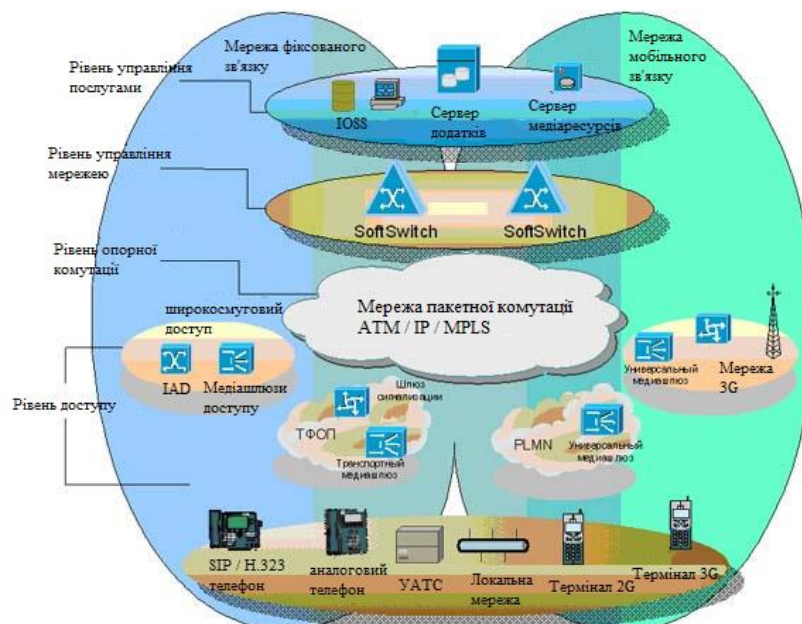 Мережа фіксованого
зв'язку
Мережа
мобільного
зв'язку
Рівень управління
послугами
IOSS
Сервер
додатків
Сервер
медіаресурсів
Рівень управління
мережею
SoftSwitch
SoftSwitch
Рівень опорної
комутації
Мережа пакетної комутації
ATM / IP / MPLS
широкосмуговий
доступ
IAD
Медіашлюзи
доступу
Универсальный
медиашлюз
Мережа
3G
Рівень доступу
Шлюз
сигнализации
ТФОП
Транспортный
медиашлюз
PLMN
Универсальный
медиашлюз
SIP / H.323
телефон
аналоговий
телефон
УАТС
Локальна
мережа
Термінал 2G
Термінал 3G